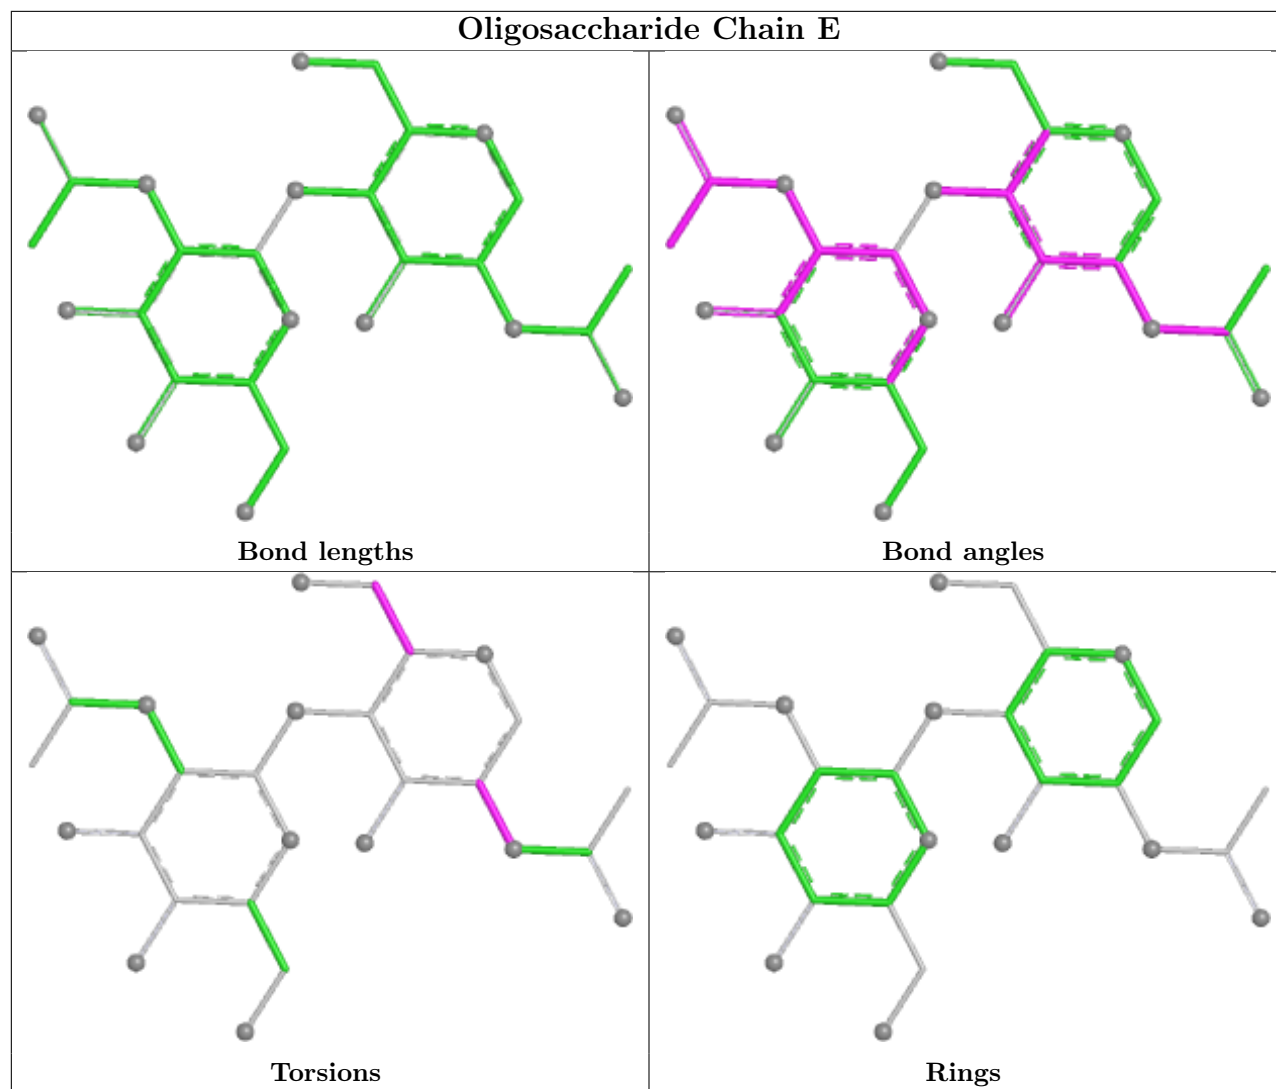 Oligosaccharide Chain E
Bond lengths
Bond angles
Torsions
Rings